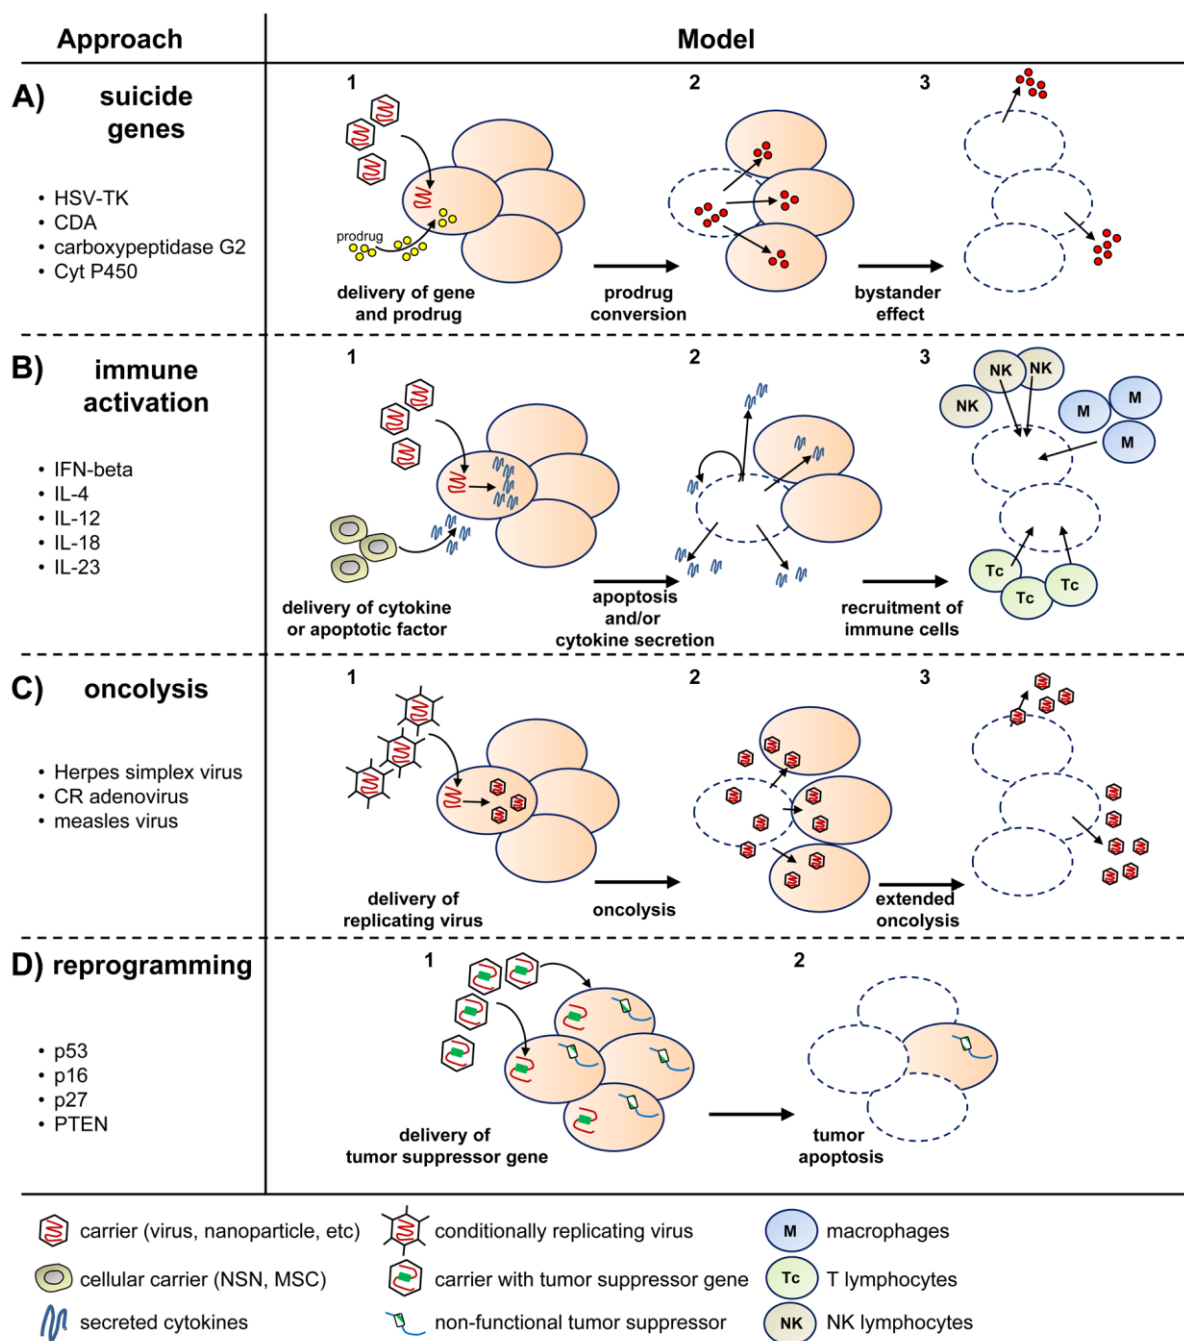 Approach
Model
A) suicide
genes
• HSV-TK
• CDA
• carboxypeptidase G2
• Cyt P450
1
2
3
prodrug
delivery of gene
and prodrug
prodrug
conversion
bystander
effect
B) immune
activation
• IFN-beta
• IL-4
• IL-12
• IL-18
• IL-23
1
2
3
NK
NK
NK
M
M
M
Tc
Tc
Tc
delivery of cytokine
or apoptotic factor
apoptosis
and/or
cytokine secretion
recruitment of
immune cells
C) oncolysis
• Herpes simplex virus
• CR adenovirus
• measles virus
1
2
3
delivery of
replicating virus
oncolysis
extended
oncolysis
D) reprogramming
• p53
• p16
• p27
• PTEN
1
2
delivery of
tumor suppressor gene
tumor
apoptosis
carrier (virus, nanoparticle, etc)
conditionally replicating virus
M macrophages
cellular carrier (NSN, MSC)
carrier with tumor suppressor gene
Tc T lymphocytes
secreted cytokines
non-functional tumor suppressor
NK NK lymphocytes